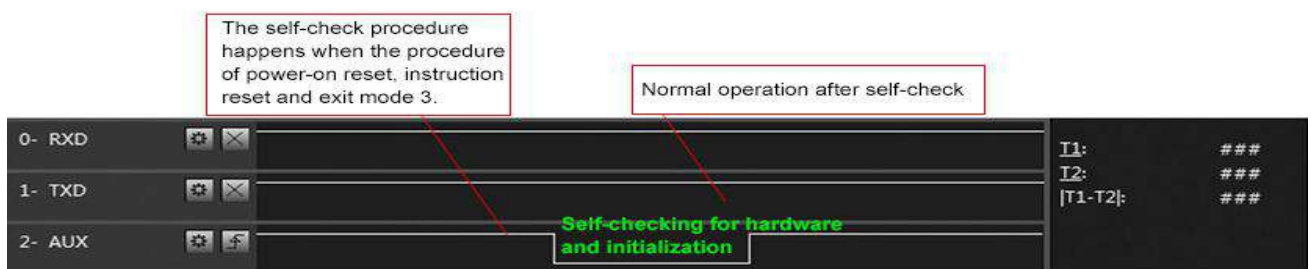 The self-check procedure
happens when the procedure
of power-on reset, instruction
reset and exit mode 3.
Normal operation after self-check
0- RXD
T1: ###
1- TXD
T2: ###
|T1-T2|: ###
Self-checking for hardware
2- AUX
and initialization